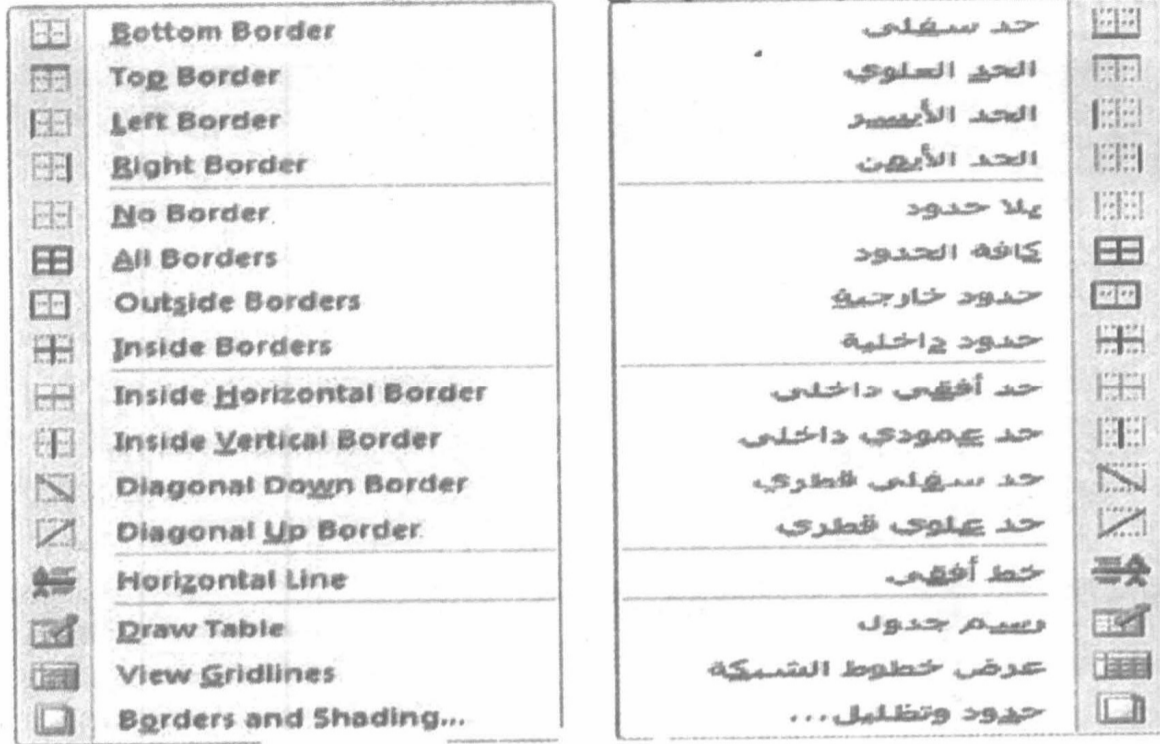 Bottom Border
Top Border
Left Border
Right Border
No Border
All Borders
Outside Borders
Inside Borders
Inside Horizontal Border
Inside Vertical Border
Diagonal Down Border
Diagonal Up Border
Horizontal Line
Draw Table
View Gridlines
Borders and Shading...
حد سفلي
الحد العلوي
الحد الأيسر
الحد الأيمن
بلا حدود
كافة الحدود
حدود خارجية
حدود داخلية
حد أفقي داخلي
حد عمودي داخلي
حد سفلي قطري
حد علوي قطري
خط أفقي
رسم جدول
عرض خطوط الشبكة
حدود وتظليل...